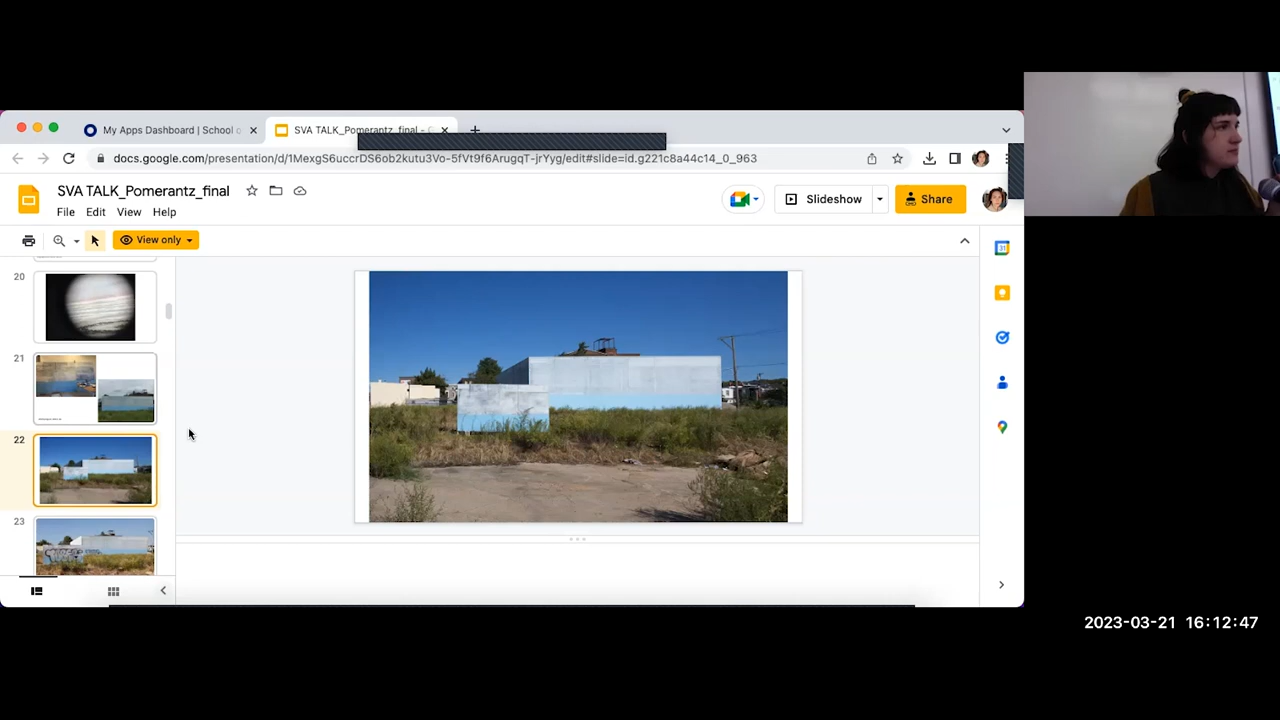 My Apps Dashboard | School o
SVA TALK_Pomerantz_final - G
docs.google.com/presentation/d/1MexgS6uccrDS6ob2kutu3Vo-5fVt9f6ArugqT-jrYyg/edit#slide=id.g221c8a44c14_0_963
SVA TALK_Pomerantz_final
File Edit View Help
Slideshow
Share
View only
31
20
21
22
23
2023-03-21 16:12:47